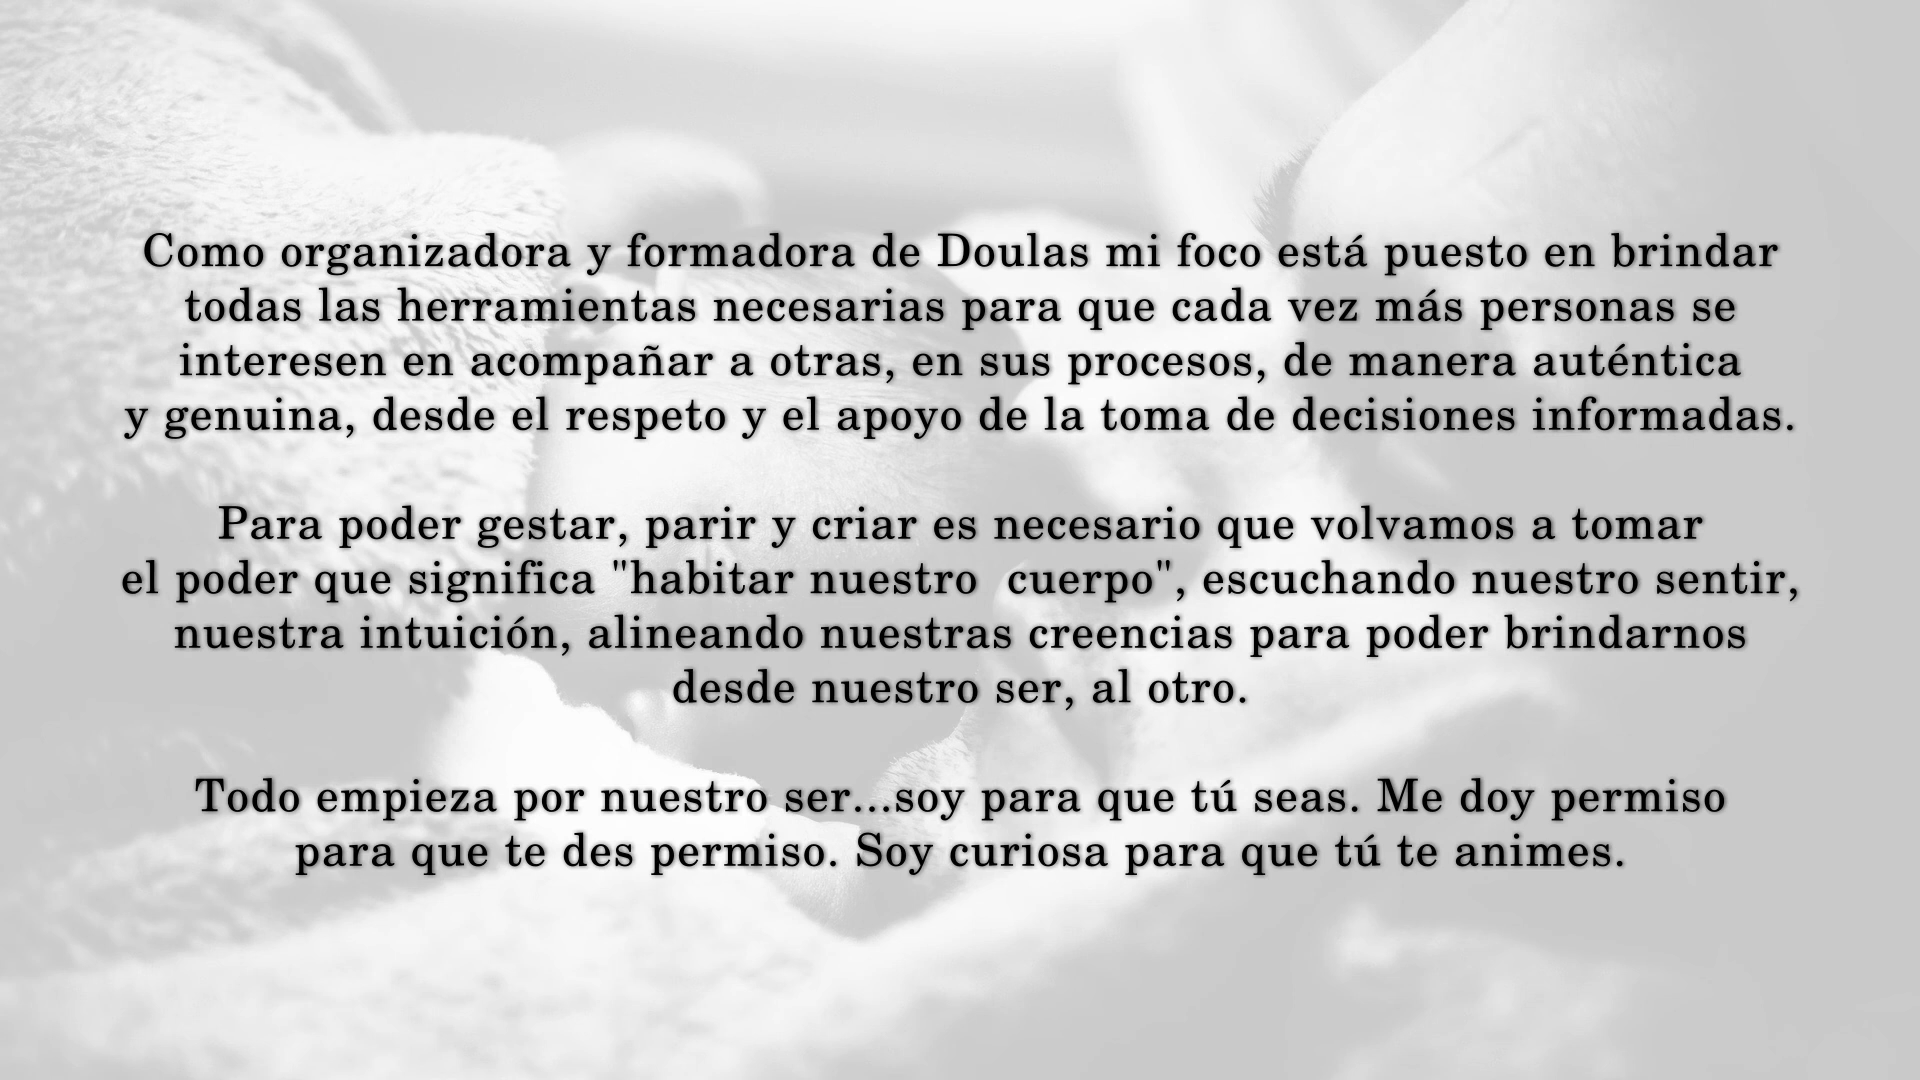 Como organizadora y formadora de Doulas mi foco está puesto en brindar
todas las herramientas necesarias para que cada vez más personas se
interesen en acompañar a otras, en sus procesos, de manera auténtica
y genuina, desde el respeto y el apoyo de la toma de decisiones informadas.
Para poder gestar, parir y criar es necesario que volvamos a tomar
el poder que significa "habitar nuestro  cuerpo", escuchando nuestro sentir,
nuestra intuición, alineando nuestras creencias para poder brindarnos
desde nuestro ser, al otro.
Todo empieza por nuestro ser...soy para que tú seas. Me doy permiso
para que te des permiso. Soy curiosa para que tú te animes.